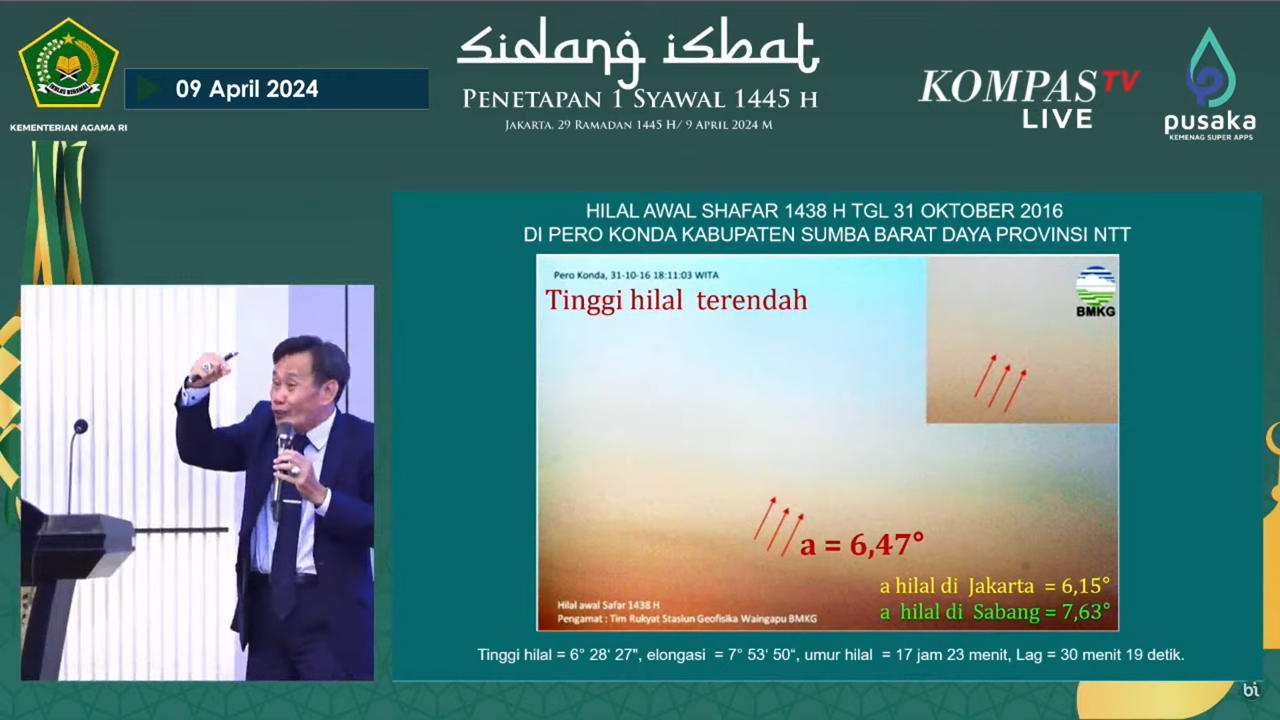 KEMENTERIAN AGAMA RI
09 April 2024
sidang isbat
PENETAPAN 1 SYAWAL 1445 H
JAKARTA, 29 RAMADAN 1445 H/ 9 APRIL 2024 M
KOMPASTV
LIVE
pusaka
KEMENAG SUPER APPS
HILAL AWAL SHAFAR 1438 H TGL 31 OKTOBER 2016
DI PERO KONDA KABUPATEN SUMBA BARAT DAYA PROVINSI NTT
Pero Konda, 31-10-16 18:11:03 WITA
Tinggi hilal terendah
BMKG
a = 6,47°
a hilal di Jakarta = 6,15°
a hilal di Sabang = 7,63°
Hilal awal Safar 1438 H
Pengamat : Tim Rukyat Stasiun Geofisika Waingapu BMKG
Tinggi hilal = 6° 28' 27", elongasi = 7° 53' 50", umur hilal = 17 jam 23 menit, Lag = 30 menit 19 detik.
bi